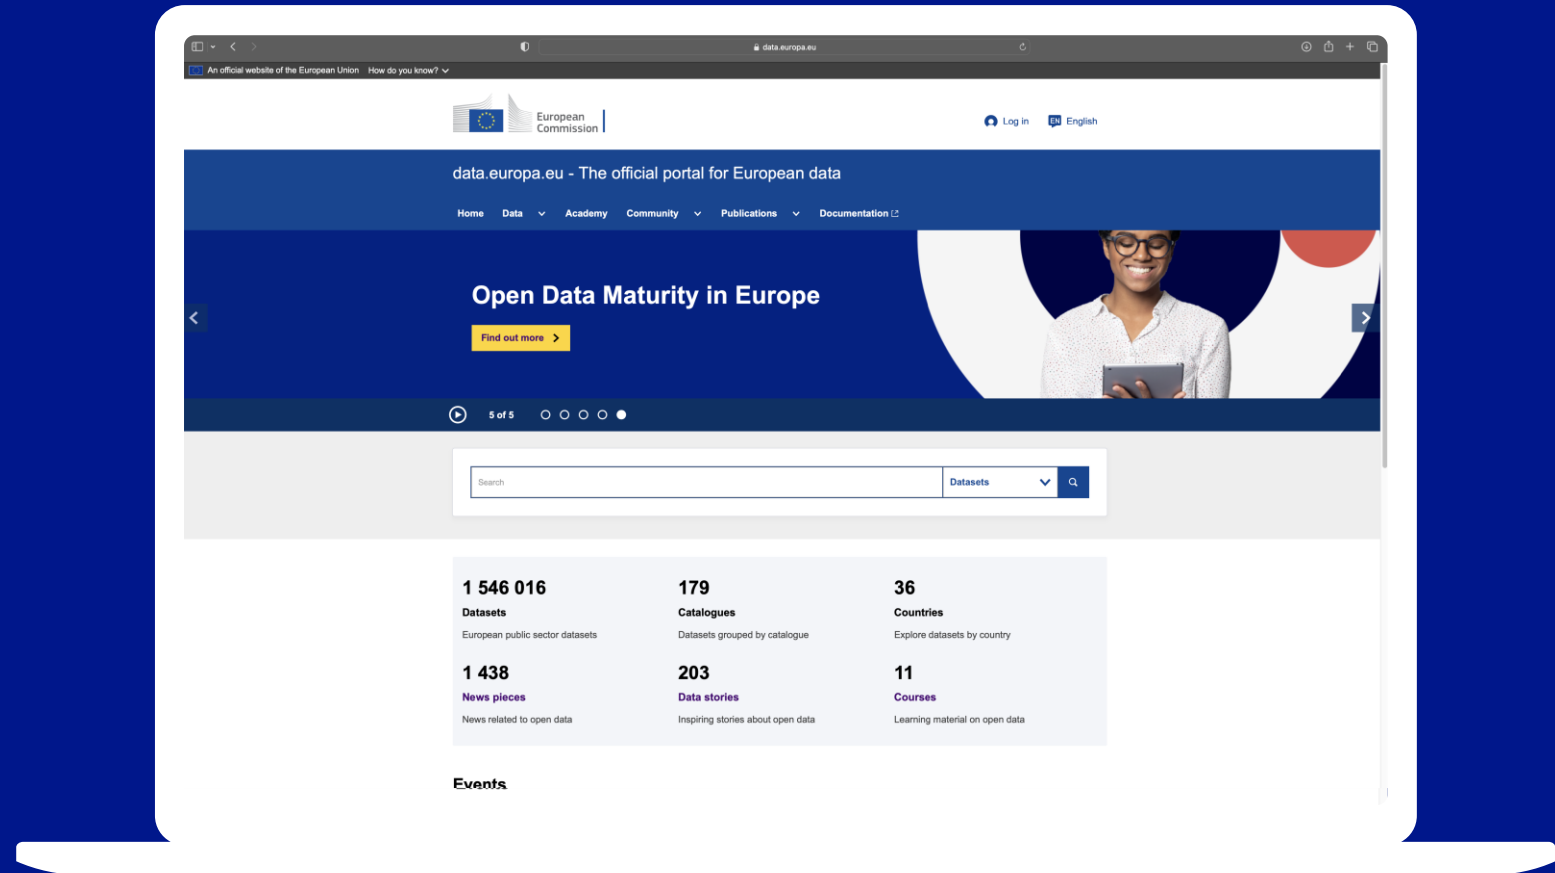 data.europa.eu
An official website of the European Union How do you know?
European
Commission
Log in
EN English
data.europa.eu - The official portal for European data
Home Data Academy Community Publications Documentation
Open Data Maturity in Europe
Find out more
5 of 5
Search Datasets
1 546 016 179 36
Datasets Catalogues Countries
European public sector datasets Datasets grouped by catalogue Explore datasets by country
1 438 203 11
News pieces Data stories Courses
News related to open data Inspiring stories about open data Learning material on open data
Events